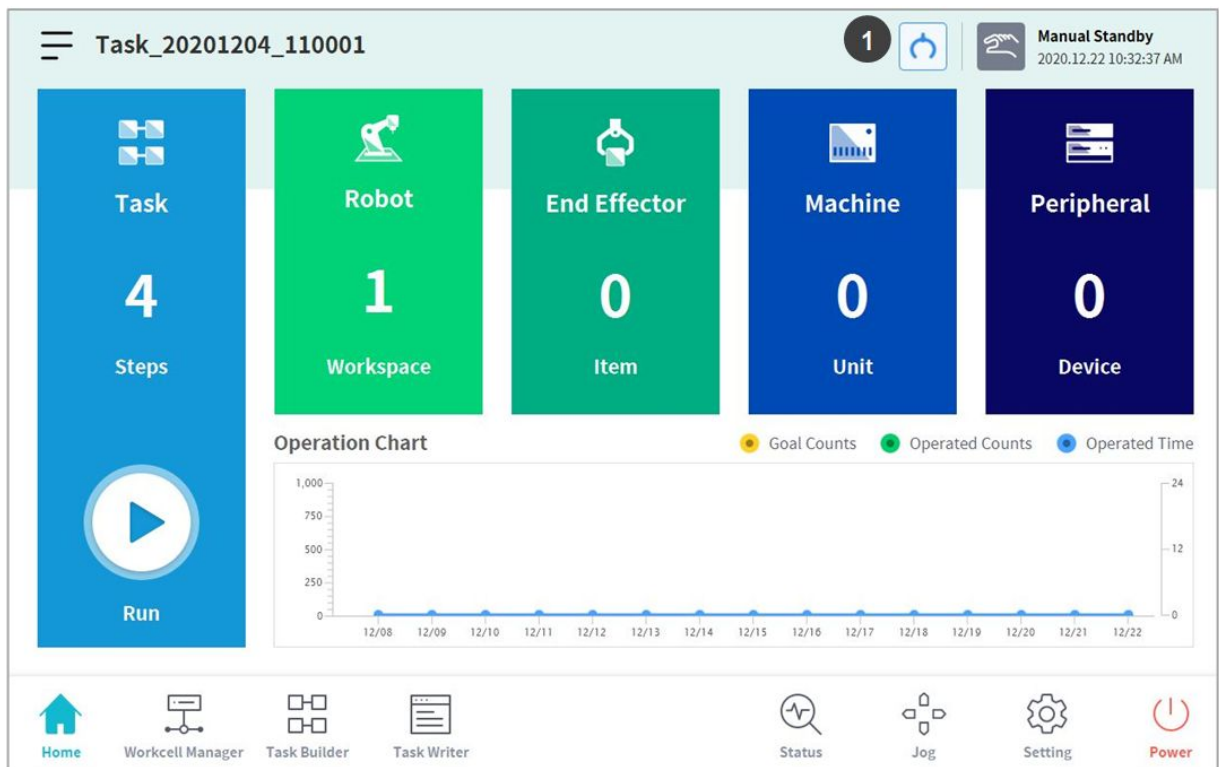 Task_20201204_110001
1
Manual Standby
2020.12.22 10:32:37 AM
Task
4
Steps
Run
Robot
1
Workspace
End Effector
0
Item
Machine
0
Unit
Peripheral
0
Device
Operation Chart
Goal Counts
Operated Counts
Operated Time
1,000
750
500
250
0
24
12
0
12/08 12/09 12/10 12/11 12/12 12/13 12/14 12/15 12/16 12/17 12/18 12/19 12/20 12/21 12/22
Home
Workcell Manager
Task Builder
Task Writer
Status
Jog
Setting
Power